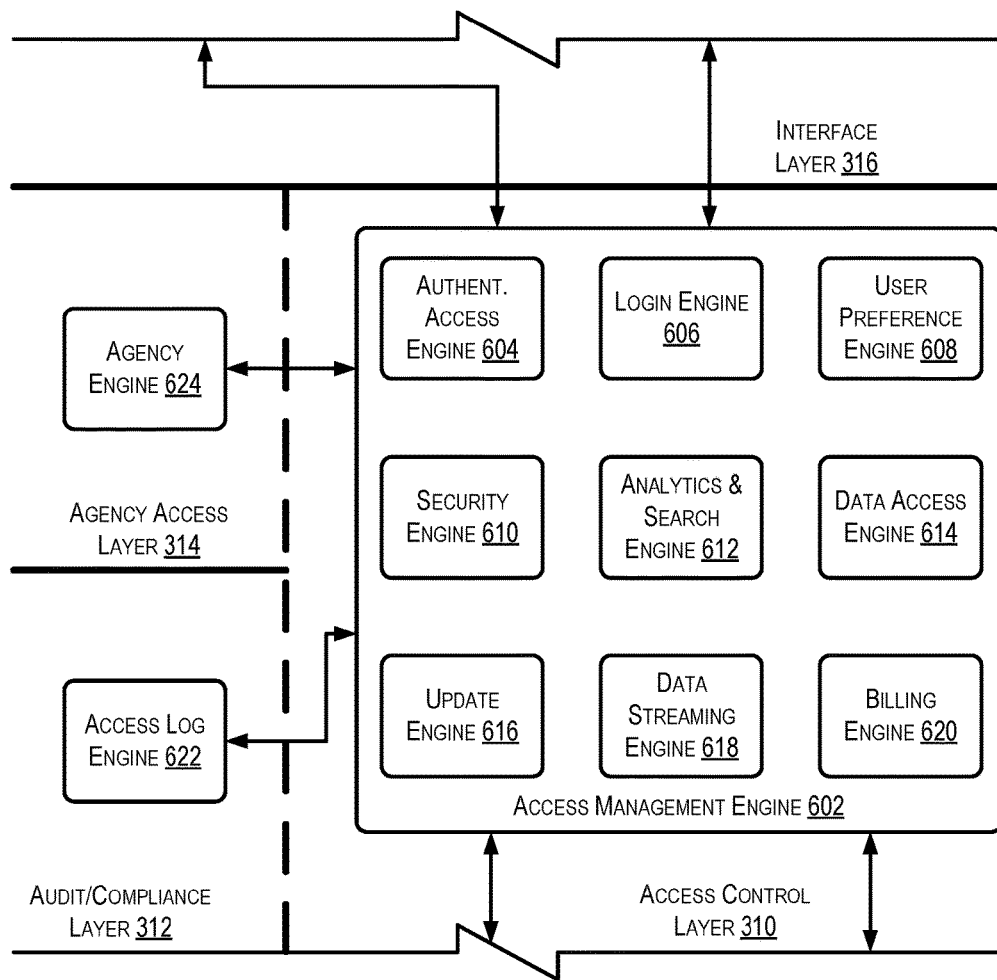 INTERFACE
LAYER 316
AUTHENT.
ACCESS
ENGINE 604
LOGIN ENGINE
606
USER
PREFERENCE
ENGINE 608
AGENCY
ENGINE 624
SECURITY
ENGINE 610
ANALYTICS &
SEARCH
ENGINE 612
DATA ACCESS
ENGINE 614
AGENCY ACCESS
LAYER 314
ACCESS LOG
ENGINE 622
UPDATE
ENGINE 616
DATA
STREAMING
ENGINE 618
BILLING
ENGINE 620
ACCESS MANAGEMENT ENGINE 602
AUDIT/COMPLIANCE
LAYER 312
ACCESS CONTROL
LAYER 310